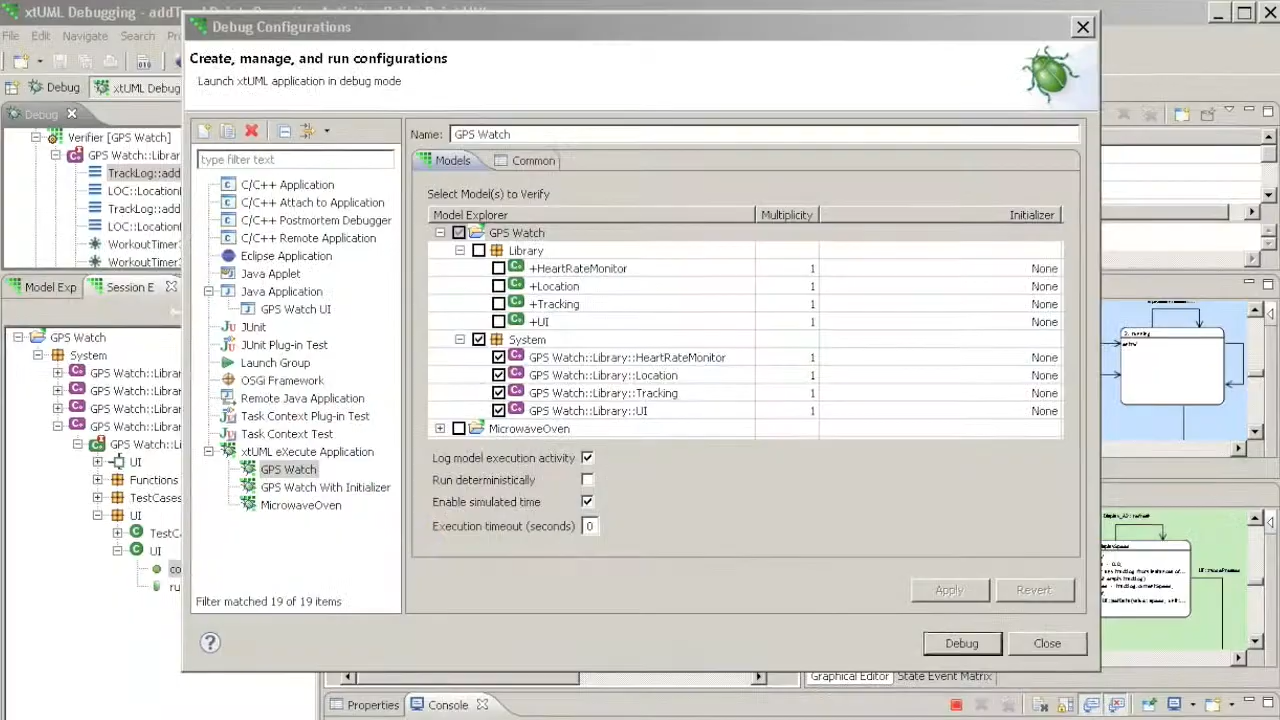 xtUML Debugging - addT
File Edit Navigate Search
Debug xtUML Debug
Debug
Verifier [GPS Watch]
GPS Watch::Librar
TrackLog::add
LOC::Location
TrackLog::add
LOC::Location
WorkoutTimer
WorkoutTimer
Model Exp Session E
GPS Watch
System
GPS Watch::Librar
GPS Watch::Librar
GPS Watch::Librar
GPS Watch::Librar
GPS Watch::Li
UI
Functions
TestCases
UI
TestC
UI
co
ru
Debug Configurations
Create, manage, and run configurations
Launch xtUML application in debug mode
type filter text
C/C++ Application
C/C++ Attach to Application
C/C++ Postmortem Debugger
C/C++ Remote Application
Eclipse Application
Java Applet
Java Application
GPS Watch UI
JUnit
JUnit Plug-in Test
Launch Group
OSGi Framework
Remote Java Application
Task Context Plug-in Test
Task Context Test
xtUML eXecute Application
GPS Watch
GPS Watch With Initializer
MicrowaveOven
Filter matched 19 of 19 items
Name: GPS Watch
Models Common
Select Model(s) to Verify
Model Explorer Multiplicity Initializer
GPS Watch
Library
+HeartRateMonitor 1 None
+Location 1 None
+Tracking 1 None
+UI 1 None
System
GPS Watch::Library::HeartRateMonitor 1 None
GPS Watch::Library::Location 1 None
GPS Watch::Library::Tracking 1 None
GPS Watch::Library::UI 1 None
MicrowaveOven
Log model execution activity
Run deterministically
Enable simulated time
Execution timeout (seconds) 0
Apply Revert
Debug Close
Graphical Editor State Event Matrix
Properties Console